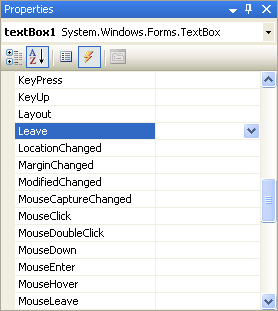 Properties
textBox1 System.Windows.Forms.TextBox
KeyPress
KeyUp
Layout
Leave
LocationChanged
MarginChanged
ModifiedChanged
MouseCaptureChanged
MouseClick
MouseDoubleClick
MouseDown
MouseEnter
MouseHover
MouseLeave